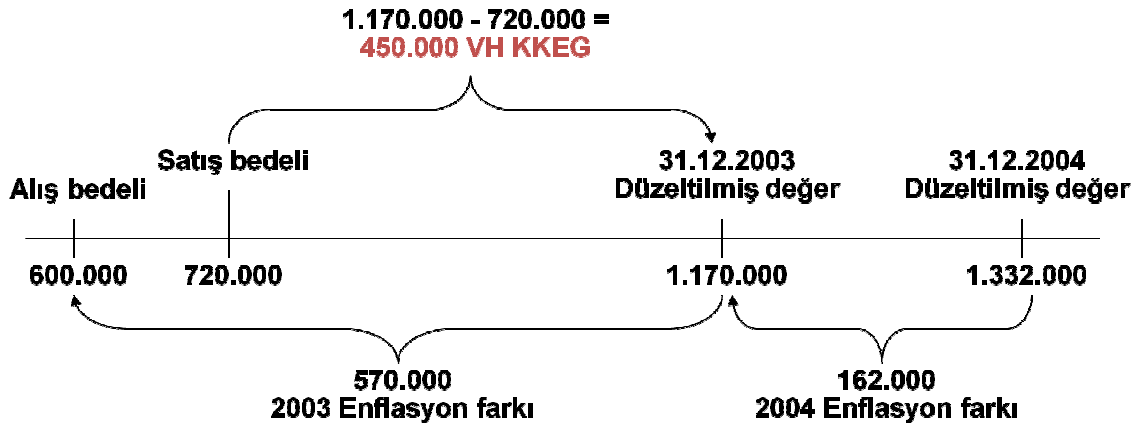 1.170.000 - 720.000 =
450.000 VH KKEG
Alış bedeli
Satış bedeli
31.12.2003
Düzeltilmiş değer
31.12.2004
Düzeltilmiş değer
600.000
720.000
1.170.000
1.332.000
570.000
2003 Enflasyon farkı
162.000
2004 Enflasyon farkı